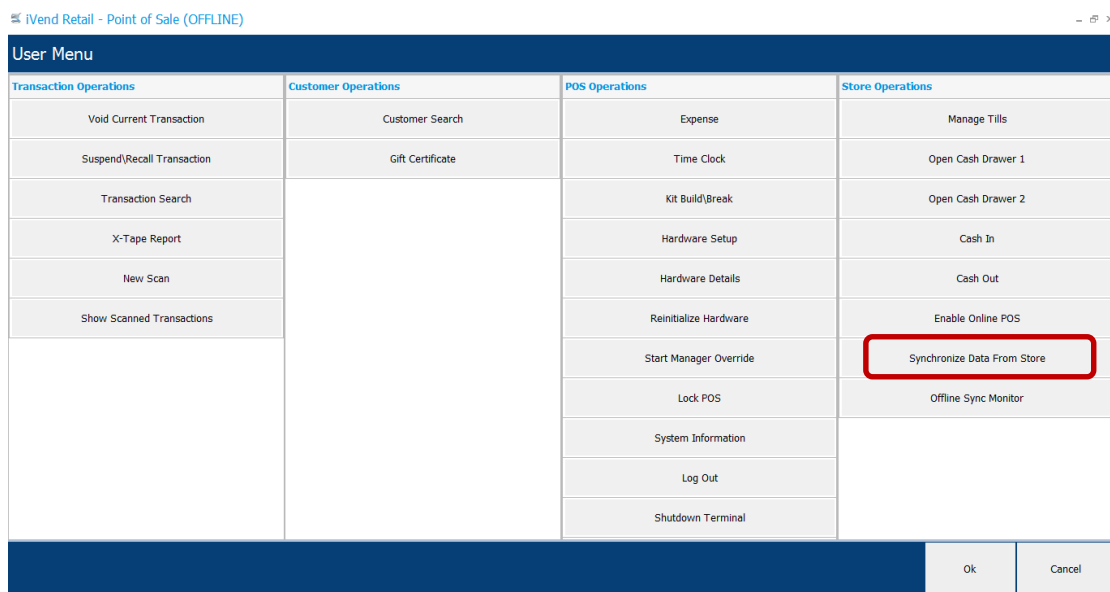 iVend Retail - Point of Sale (OFFLINE)
User Menu
Transaction Operations
Void Current Transaction
Suspend\Recall Transaction
Transaction Search
X-Tape Report
New Scan
Show Scanned Transactions
Customer Operations
Customer Search
Gift Certificate
POS Operations
Expense
Time Clock
Kit Build\Break
Hardware Setup
Hardware Details
Reinitialize Hardware
Start Manager Override
Lock POS
System Information
Log Out
Shutdown Terminal
Store Operations
Manage Tills
Open Cash Drawer 1
Open Cash Drawer 2
Cash In
Cash Out
Enable Online POS
Synchronize Data From Store
Offline Sync Monitor
Ok
Cancel